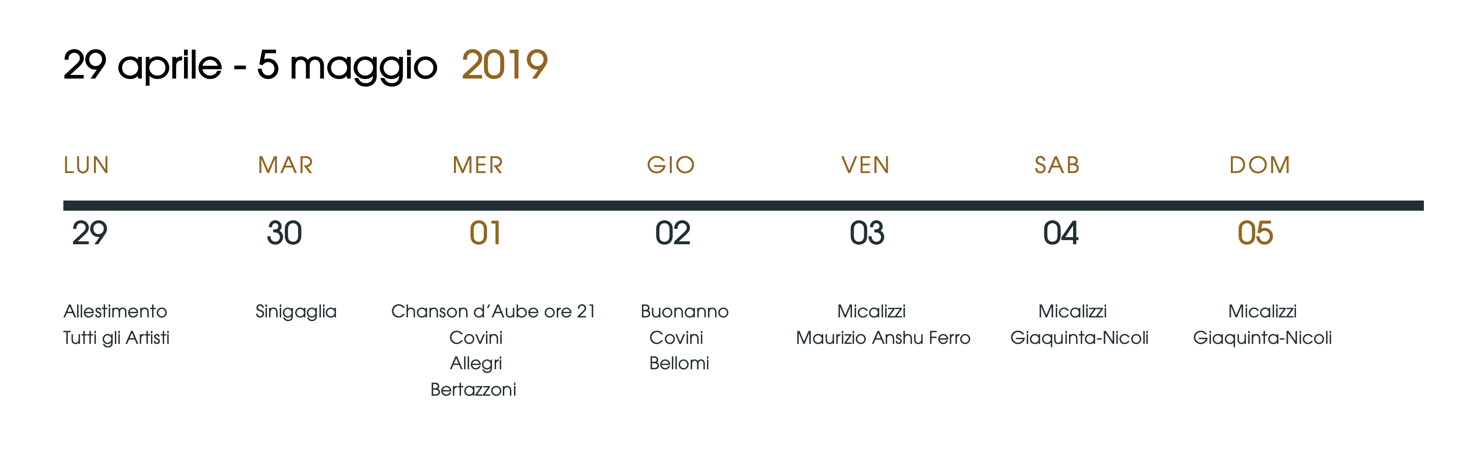 29 aprile - 5 maggio 2019
LUN MAR MER GIO VEN SAB DOM
29 30 01 02 03 04 05
Allestimento Sinigaglia Chanson d'Aube ore 21 Buonanno Micalizzi Micalizzi Micalizzi
Tutti gli Artisti Covini Covini Maurizio Anshu Ferro Giaquinta-Nicoli Giaquinta-Nicoli
Allegri Bellomi
Bertazzoni